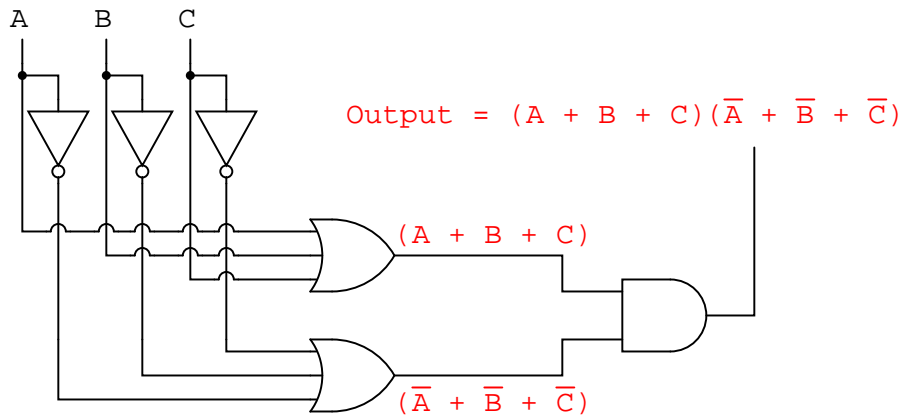 A B C
Output = (A + B + C)(A̅ + B̅ + C̅)
(A + B + C)
(A̅ + B̅ + C̅)